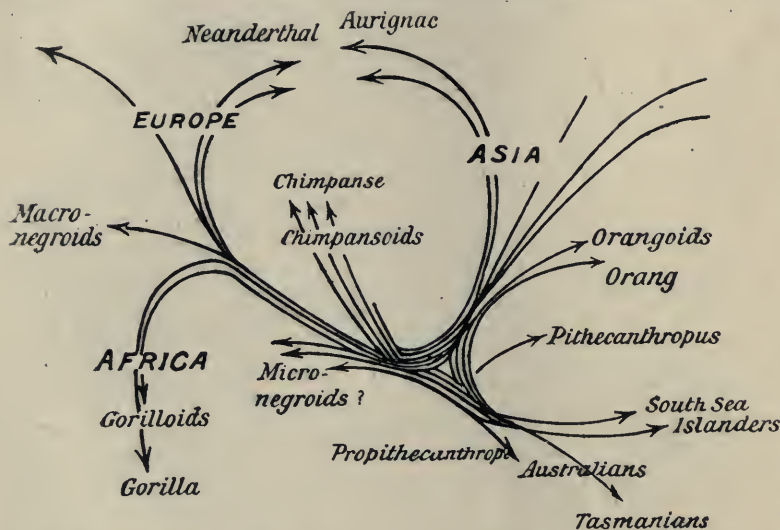 Neanderthal
Aurignac
EUROPE
ASIA
Chimpanse
Macro-
negroids
Chimpansoids
Orangoids
Orang
Pithecanthropus
AFRICA
Micro-
negroids ?
Gorilloids
South Sea
Islanders
Propithecanthrope
Australians
Gorilla
Tasmanians